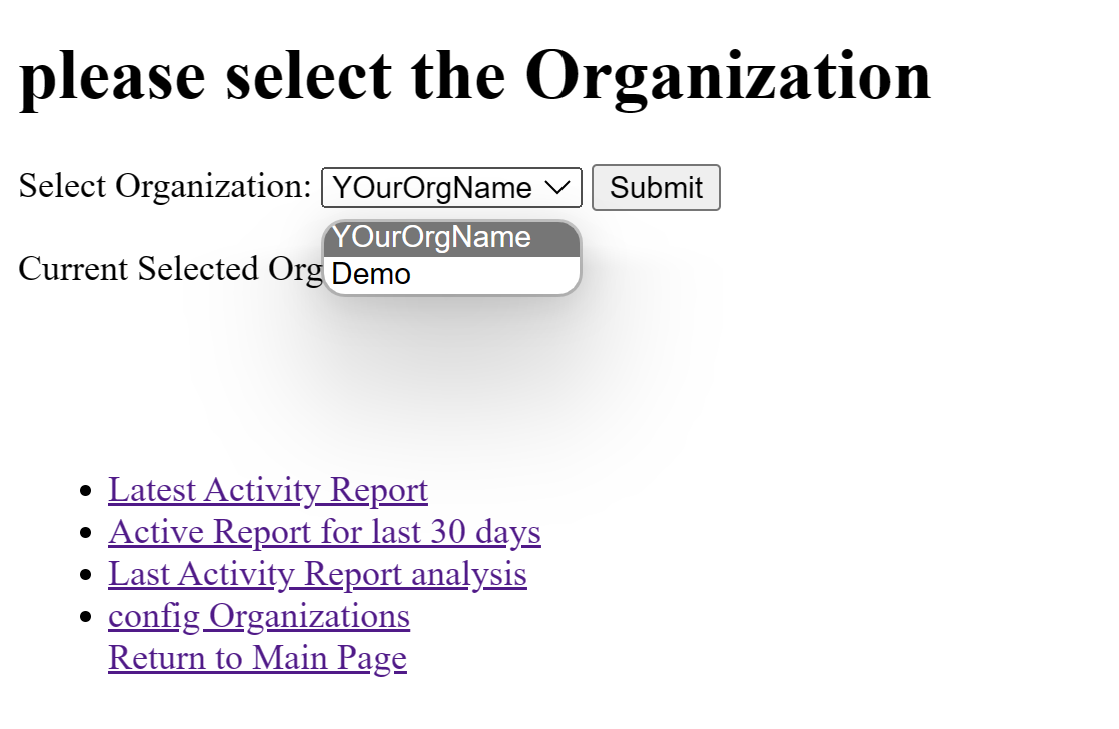 please select the Organization
Select Organization: YOurOrgName Submit
YOurOrgName
Current Selected Org
Demo
Latest Activity Report
Active Report for last 30 days
Last Activity Report analysis
config Organizations
Return to Main Page